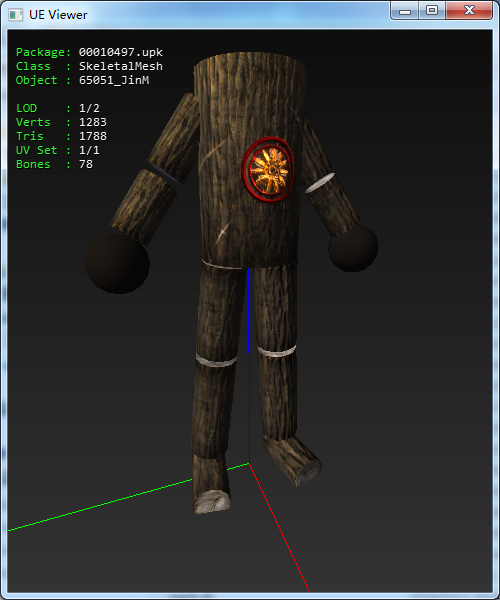 UE Viewer
Package: 00010497.upk
Class : SkeletalMesh
Object : 65051_JinM
LOD : 1/2
Verts : 1283
Tris : 1788
UV Set : 1/1
Bones : 78